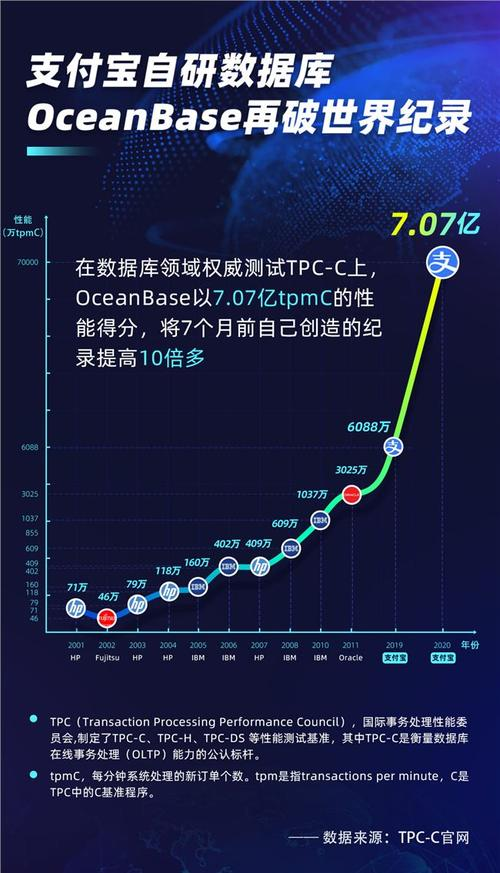 支付宝自研数据库
OceanBase再破世界纪录
性能
(万tpmC)
7.07亿
支
70000
在数据库领域权威测试TPC-C上，
OceanBase以7.07亿tpmC的性
能得分，将7个月前自己创造的纪
录提高10倍多
6088万
支
6088
3025万
ORACLE
3025
1037万
IBM
1037
855
609万
IBM
609
402万
409万
IBM
hp
409
402
160万
IBM
160
118万
hp
118
79万
hp
79
71万
hp
71
46万
FUJITSU
46
2001 2002 2003 2004 2005 2006 2007 2008 2010 2011 2019 2020 年份
HP Fujitsu HP HP IBM IBM HP IBM IBM Oracle 支付宝 支付宝
TPC（Transaction Processing Performance Council），国际事务处理性能委
员会,制定了TPC-C、TPC-H、TPC-DS 等性能测试基准，其中TPC-C是衡量数据库
在线事务处理（OLTP）能力的公认标杆。
tpmC，每分钟系统处理的新订单个数。tpm是指transactions per minute，C是
TPC中的C基准程序。
—— 数据来源：TPC-C官网